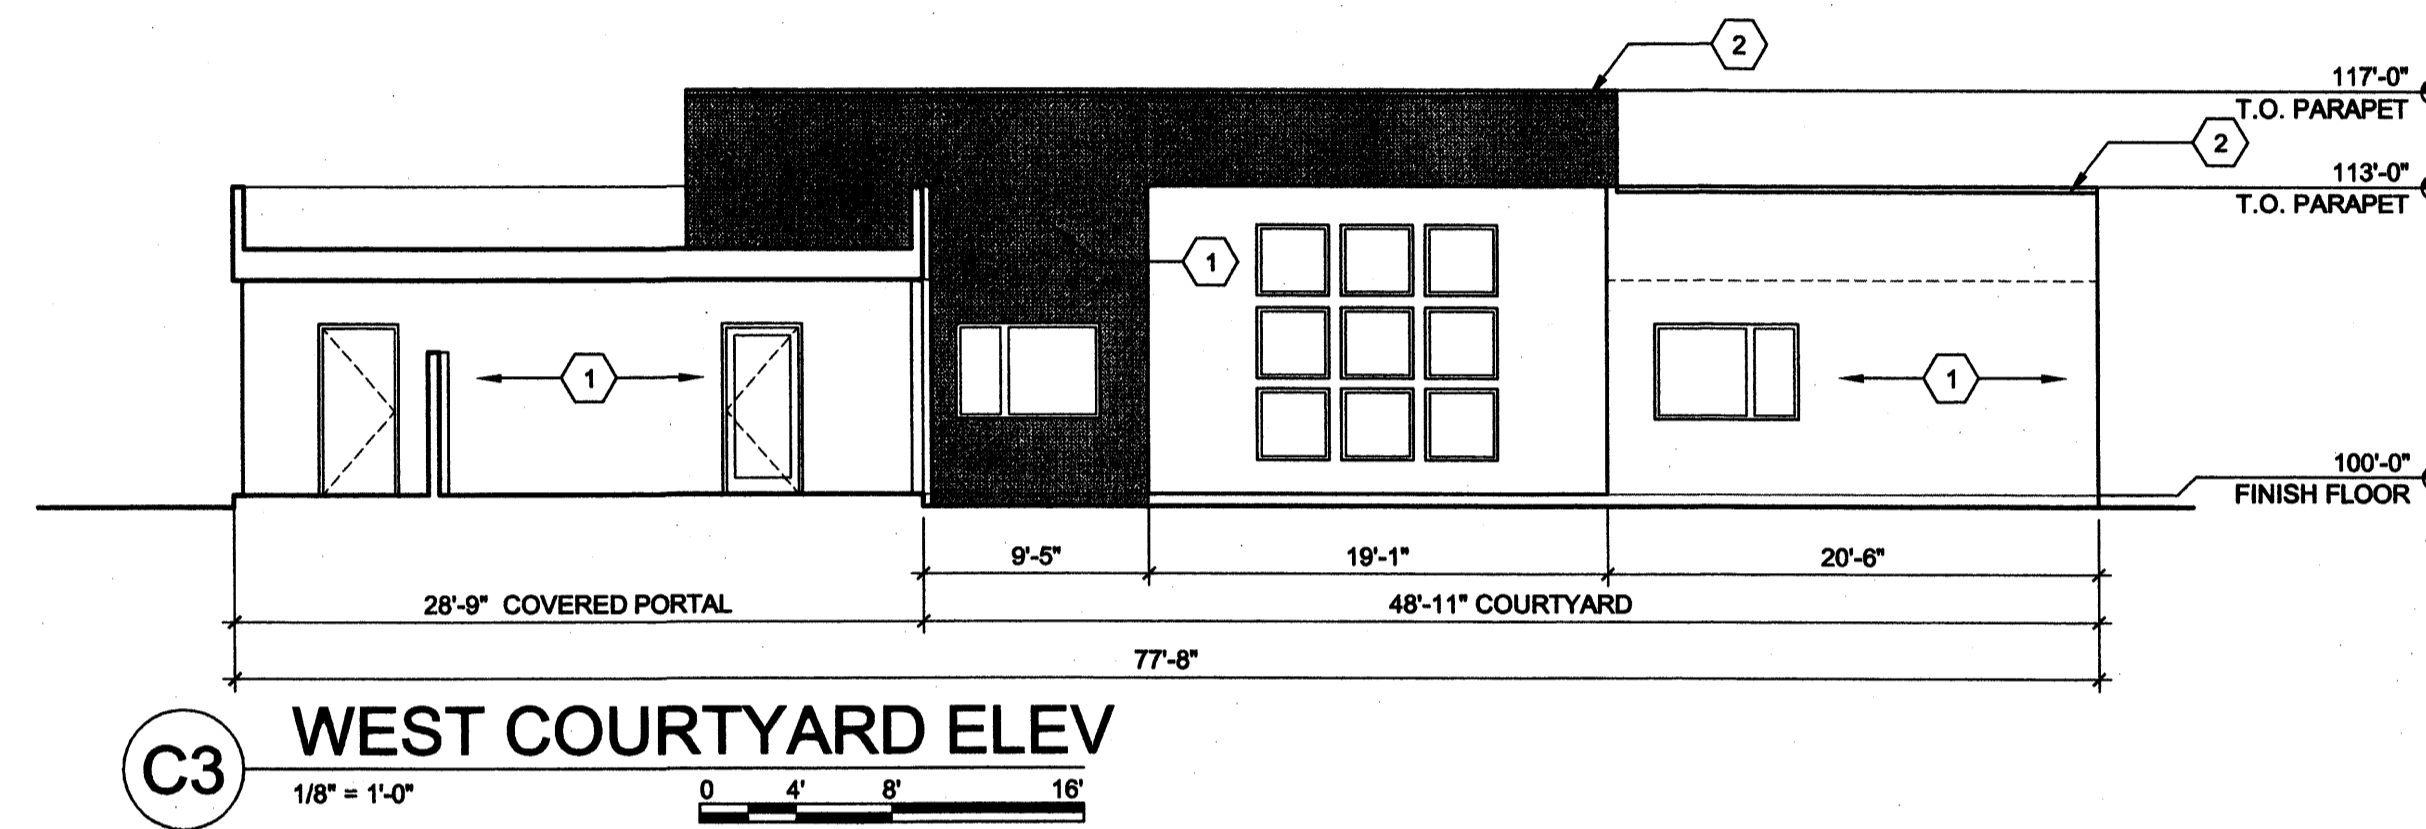 2
117'-0"
T.O. PARAPET
2
113'-0"
T.O. PARAPET
1
1
1
100'-0"
FINISH FLOOR
9'-5"
19'-1"
20'-6"
28'-9" COVERED PORTAL
48'-11" COURTYARD
77'-8"
C3
WEST COURTYARD ELEV
1/8" = 1'-0"
0 4' 8' 16'